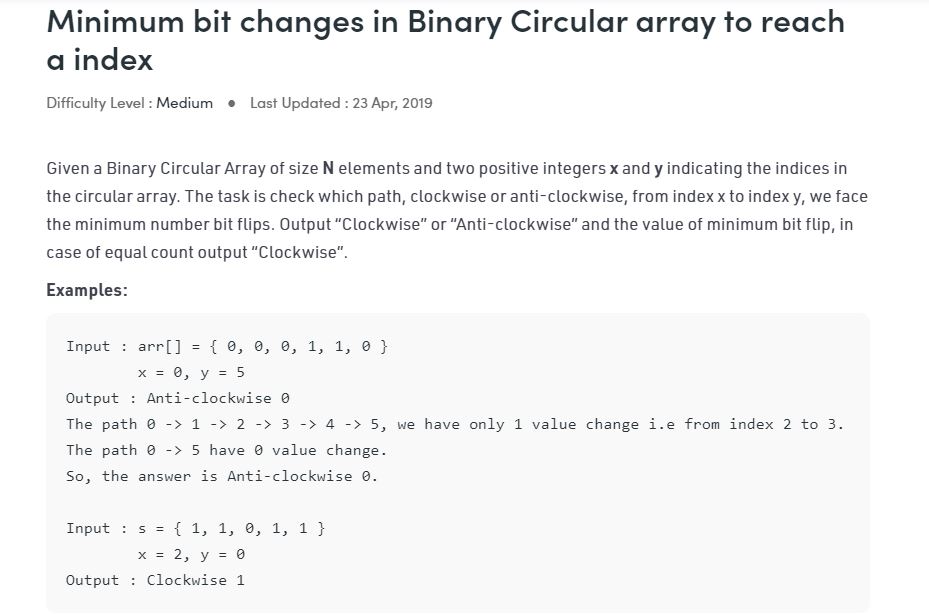 Minimum bit changes in Binary Circular array to reach
a index
Difficulty Level : Medium ● Last Updated : 23 Apr, 2019
Given a Binary Circular Array of size N elements and two positive integers x and y indicating the indices in
the circular array. The task is check which path, clockwise or anti-clockwise, from index x to index y, we face
the minimum number bit flips. Output “Clockwise” or “Anti-clockwise” and the value of minimum bit flip, in
case of equal count output “Clockwise”.
Examples:
Input : arr[] = { 0, 0, 0, 1, 1, 0 }
x = 0, y = 5
Output : Anti-clockwise 0
The path 0 -> 1 -> 2 -> 3 -> 4 -> 5, we have only 1 value change i.e from index 2 to 3.
The path 0 -> 5 have 0 value change.
So, the answer is Anti-clockwise 0.
Input : s = { 1, 1, 0, 1, 1 }
x = 2, y = 0
Output : Clockwise 1